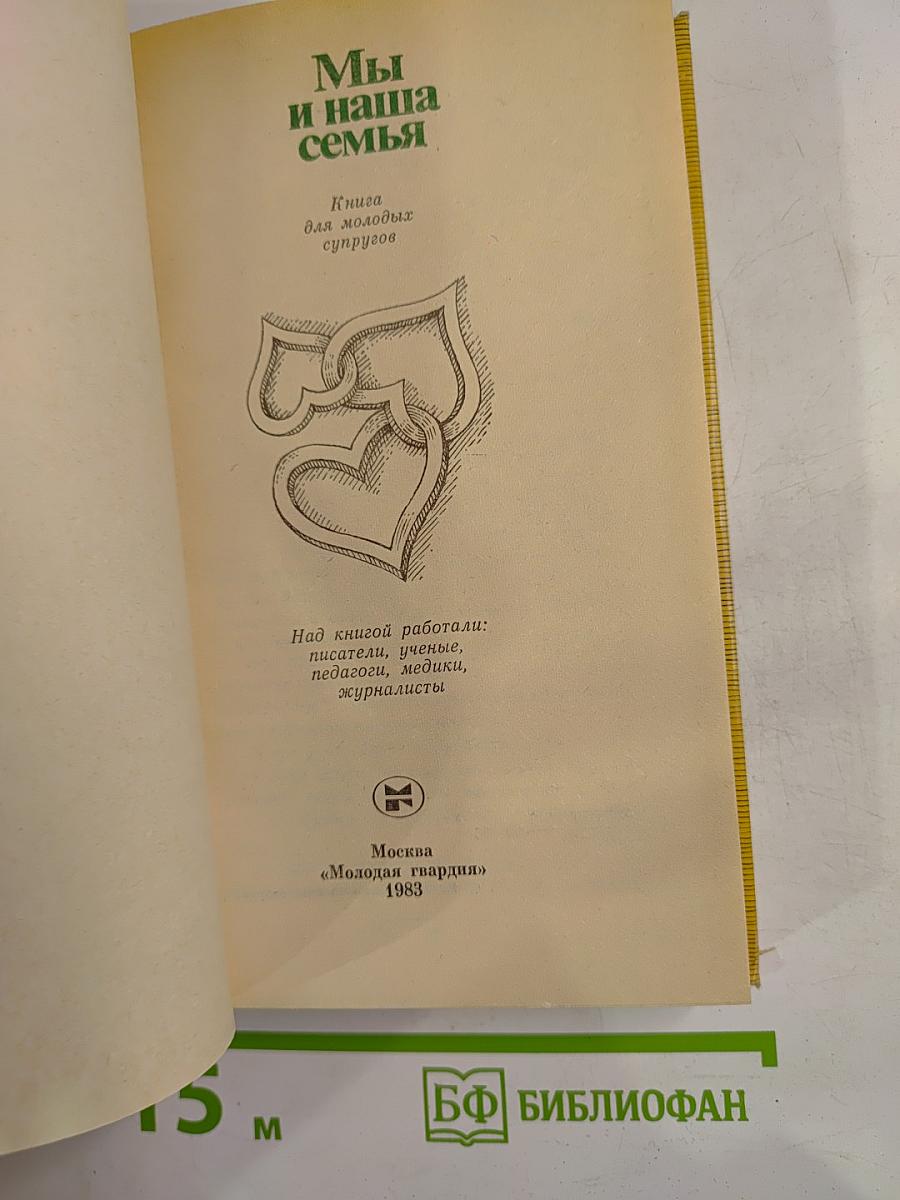 Мы
и наша
семья
Книга
для молодых
супругов
Над книгой работали:
писатели, ученые,
педагоги, медики,
журналисты
Москва
«Молодая гвардия»
1983
15 м
БФ БИБЛИОФАН